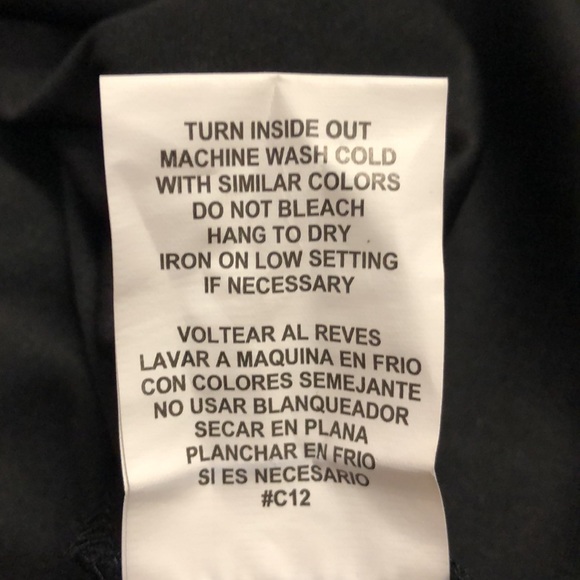 TURN INSIDE OUT
MACHINE WASH COLD
WITH SIMILAR COLORS
DO NOT BLEACH
HANG TO DRY
IRON ON LOW SETTING
IF NECESSARY
VOLTEAR AL REVES
LAVAR A MAQUINA EN FRIO
CON COLORES SEMEJANTE
NO USAR BLANQUEADOR
SECAR EN PLANA
PLANCHAR EN FRIO
SI ES NECESARIO
#C12